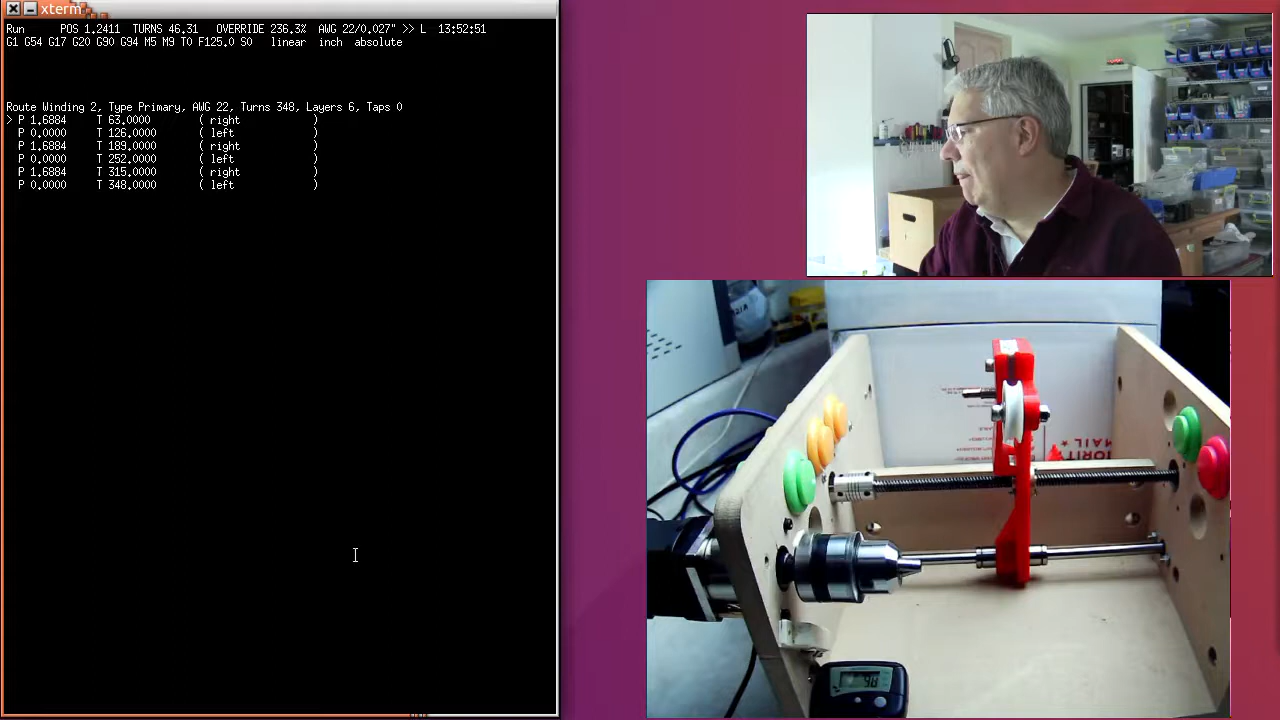 xterm
Run POS 1.2411 TURNS 46.31 OVERRIDE 236.3% AWG 22/0.027" >> L 13:52:51
G1 G54 G17 G20 G90 G94 M5 M9 T0 F125.0 S0 linear inch absolute
Route Winding 2, Type Primary, AWG 22, Turns 348, Layers 6, Taps 0
> P 1.6884 T 63.0000 ( right )
P 0.0000 T 126.0000 ( left )
P 1.6884 T 189.0000 ( right )
P 0.0000 T 252.0000 ( left )
P 1.6884 T 315.0000 ( right )
P 0.0000 T 348.0000 ( left )